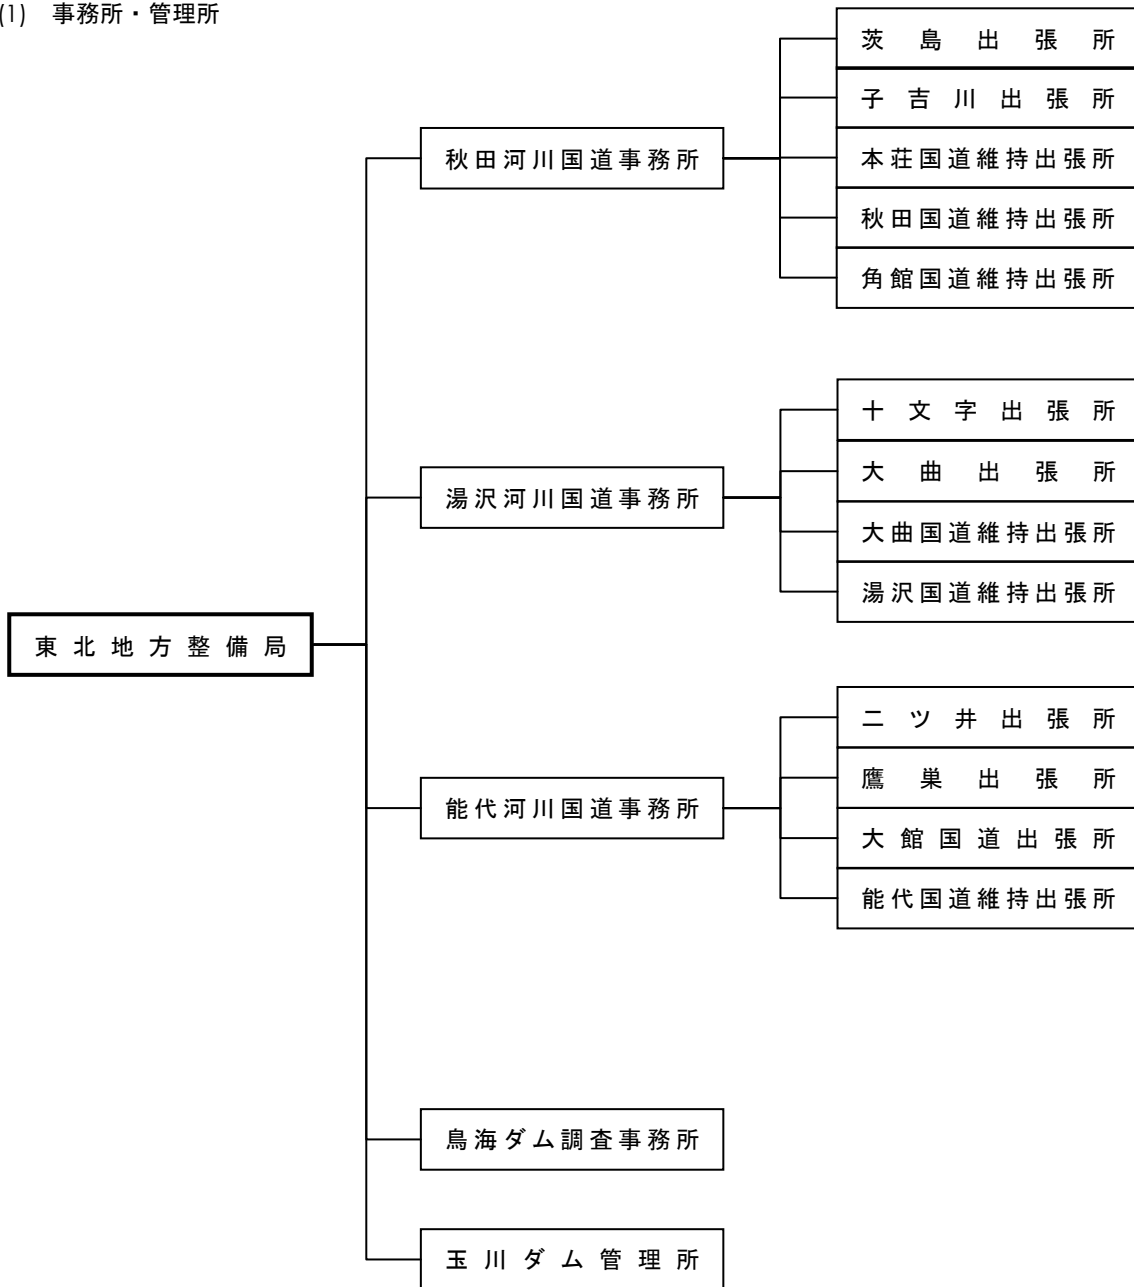 (1) 事務所・管理所
茨島出張所
子吉川出張所
秋田河川国道事務所
本荘国道維持出張所
秋田国道維持出張所
角館国道維持出張所
十文字出張所
大曲出張所
湯沢河川国道事務所
大曲国道維持出張所
湯沢国道維持出張所
東北地方整備局
二ツ井出張所
鷹巣出張所
能代河川国道事務所
大館国道出張所
能代国道維持出張所
鳥海ダム調査事務所
玉川ダム管理所